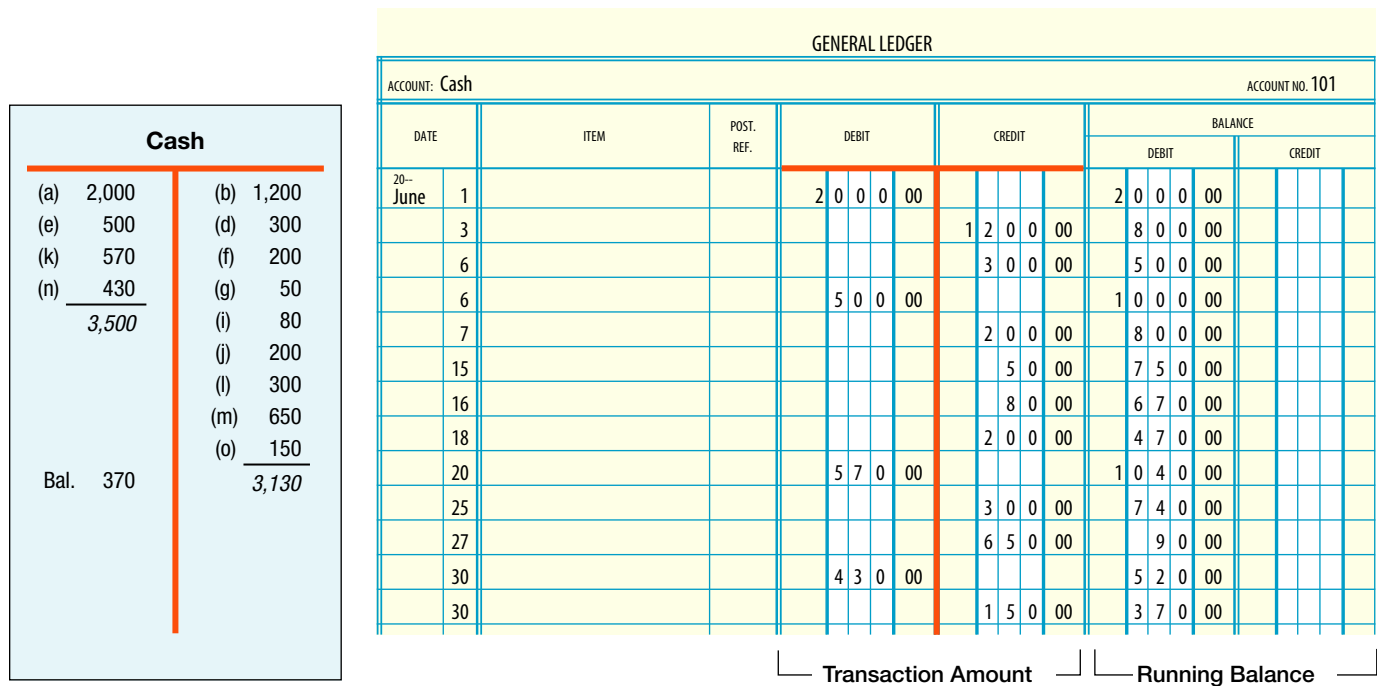 Cash
(a) 2,000 (b) 1,200
(e) 500 (d) 300
(k) 570 (f) 200
(n) 430 (g) 50
3,500 (i) 80
(j) 200
(l) 300
(m) 650
(o) 150
Bal. 370 3,130
GENERAL LEDGER
ACCOUNT: Cash ACCOUNT NO. 101
DATE ITEM POST. REF. DEBIT CREDIT BALANCE
DEBIT CREDIT
20--
June 1 2 0 0 0 00 2 0 0 0 00
3 1 2 0 0 00 8 0 0 00
6 3 0 0 00 5 0 0 00
6 5 0 0 00 1 0 0 0 00
7 2 0 0 00 8 0 0 00
15 5 0 00 7 5 0 00
16 8 0 00 6 7 0 00
18 2 0 0 00 4 7 0 00
20 5 7 0 00 1 0 4 0 00
25 3 0 0 00 7 4 0 00
27 6 5 0 00 9 0 00
30 4 3 0 00 5 2 0 00
30 1 5 0 00 3 7 0 00
Transaction Amount Running Balance